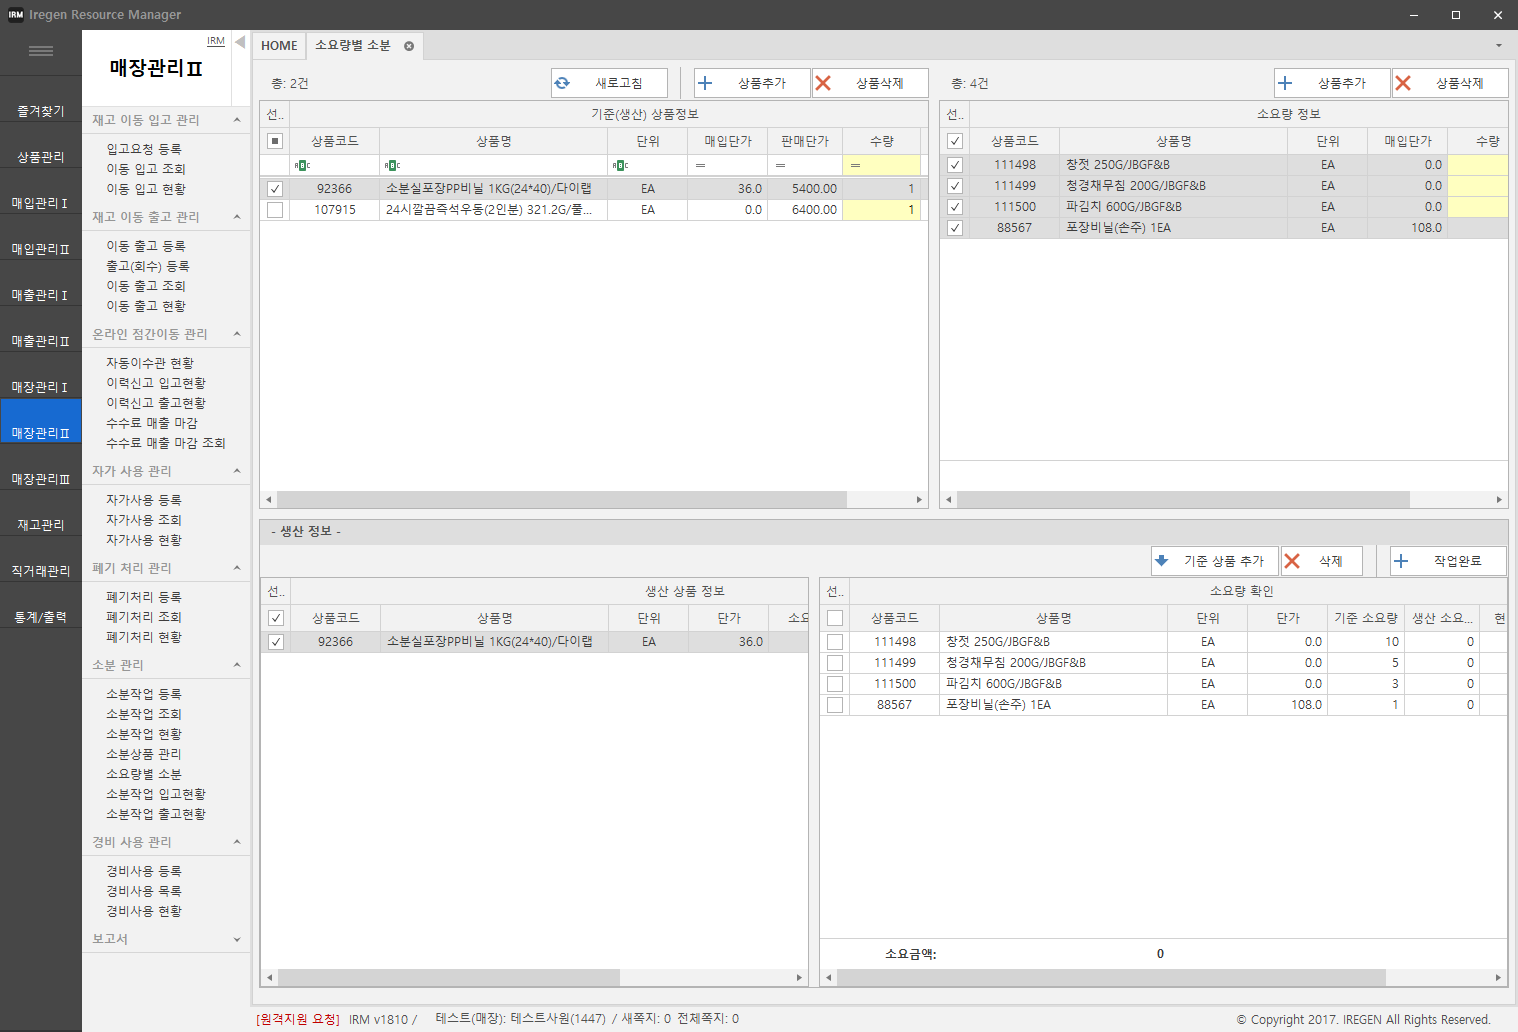 IRM Iregen Resource Manager
즐겨찾기
상품관리
매입관리Ⅰ
매입관리Ⅱ
매출관리Ⅰ
매출관리Ⅱ
매장관리Ⅰ
매장관리Ⅱ
매장관리Ⅲ
재고관리
직거래관리
통계/출력
IRM
매장관리Ⅱ
재고 이동 입고 관리
입고요청 등록
이동 입고 조회
이동 입고 현황
재고 이동 출고 관리
이동 출고 등록
출고(회수) 등록
이동 출고 조회
이동 출고 현황
온라인 점간이동 관리
자동이수관 현황
이력신고 입고현황
이력신고 출고현황
수수료 매출 마감
수수료 매출 마감 조회
자가 사용 관리
자가사용 등록
자가사용 조회
자가사용 현황
폐기 처리 관리
폐기처리 등록
폐기처리 조회
폐기처리 현황
소분 관리
소분작업 등록
소분작업 조회
소분작업 현황
소분상품 관리
소요량별 소분
소분작업 입고현황
소분작업 출고현황
경비 사용 관리
경비사용 등록
경비사용 목록
경비사용 현황
보고서
HOME 소요량별 소분
총: 2건 새로고침 상품추가 상품삭제
선.. 기준(생산) 상품정보
상품코드 상품명 단위 매입단가 판매단가 수량
ABC ABC ABC = = =
92366 소분실포장PP비닐 1KG(24*40)/다이랩 EA 36.0 5400.00 1
107915 24시깔끔즉석우동(2인분) 321.2G/풀... EA 0.0 6400.00 1
총: 4건 상품추가 상품삭제
선.. 소요량 정보
상품코드 상품명 단위 매입단가 수량
111498 창젓 250G/JBGF&B EA 0.0
111499 청경채무침 200G/JBGF&B EA 0.0
111500 파김치 600G/JBGF&B EA 0.0
88567 포장비닐(손주) 1EA EA 108.0
- 생산 정보 -
기준 상품 추가 삭제 작업완료
선.. 생산 상품 정보
상품코드 상품명 단위 단가 소요
92366 소분실포장PP비닐 1KG(24*40)/다이랩 EA 36.0
선.. 소요량 확인
상품코드 상품명 단위 단가 기준 소요량 생산 소요... 현
111498 창젓 250G/JBGF&B EA 0.0 10 0
111499 청경채무침 200G/JBGF&B EA 0.0 5 0
111500 파김치 600G/JBGF&B EA 0.0 3 0
88567 포장비닐(손주) 1EA EA 108.0 1 0
소요금액: 0
[원격지원 요청] IRM v1810 / 테스트(매장): 테스트사원(1447) / 새쪽지: 0 전체쪽지: 0
© Copyright 2017. IREGEN All Rights Reserved.